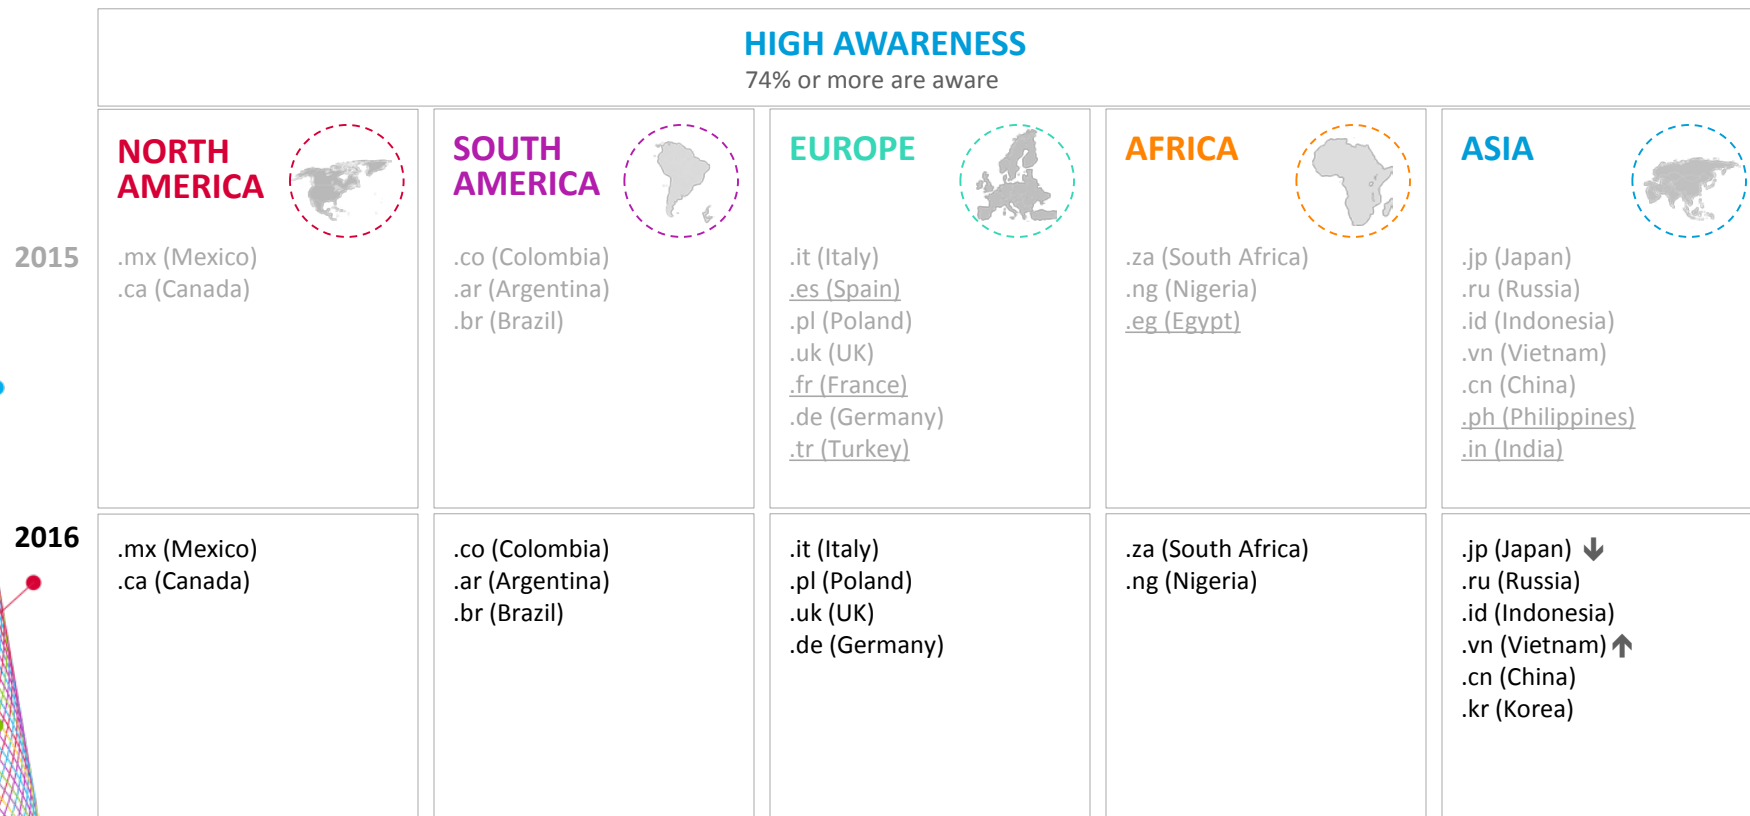 HIGH AWARENESS
74% or more are aware
NORTH
AMERICA
SOUTH
AMERICA
EUROPE
AFRICA
ASIA
2015
.mx (Mexico)
.ca (Canada)
.co (Colombia)
.ar (Argentina)
.br (Brazil)
.it (Italy)
.es (Spain)
.pl (Poland)
.uk (UK)
.fr (France)
.de (Germany)
.tr (Turkey)
.za (South Africa)
.ng (Nigeria)
.eg (Egypt)
.jp (Japan)
.ru (Russia)
.id (Indonesia)
.vn (Vietnam)
.cn (China)
.ph (Philippines)
.in (India)
2016
.mx (Mexico)
.ca (Canada)
.co (Colombia)
.ar (Argentina)
.br (Brazil)
.it (Italy)
.pl (Poland)
.uk (UK)
.de (Germany)
.za (South Africa)
.ng (Nigeria)
.jp (Japan)
.ru (Russia)
.id (Indonesia)
.vn (Vietnam)
.cn (China)
.kr (Korea)